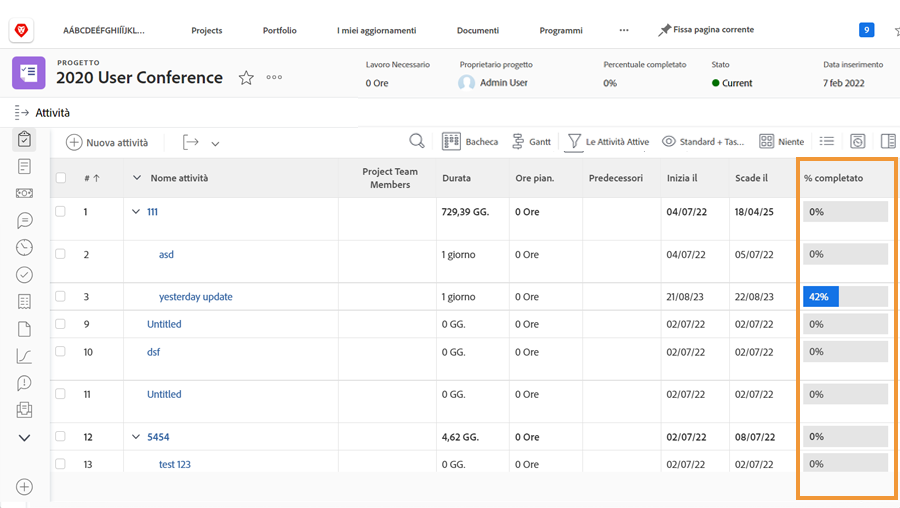 AÁBCDEÉFGHIÍÏJKL... Projects Portfolio I miei aggiornamenti Documenti Programmi ... Fissa pagina corrente 9
PROGETTO
2020 User Conference
Lavoro Necessario Proprietario progetto Percentuale completato Stato Data inserimento
0 Ore Admin User 0% Current 7 feb 2022
Attività
Nuova attività Bacheca Gantt Le Attività Attive Standard + Tas... Niente
# Nome attività Project Team Members Durata Ore pian. Predecessori Inizia il Scade il % completato
1 111 729,39 GG. 0 Ore 04/07/22 18/04/25 0%
2 asd 1 giorno 0 Ore 04/07/22 05/07/22 0%
3 yesterday update 1 giorno 0 Ore 21/08/23 22/08/23 42%
9 Untitled 0 GG. 0 Ore 02/07/22 02/07/22 0%
10 dsf 0 GG. 0 Ore 02/07/22 02/07/22 0%
11 Untitled 0 GG. 0 Ore 02/07/22 02/07/22 0%
12 5454 4,62 GG. 0 Ore 02/07/22 08/07/22 0%
13 test 123 0 GG. 0 Ore 02/07/22 02/07/22 0%